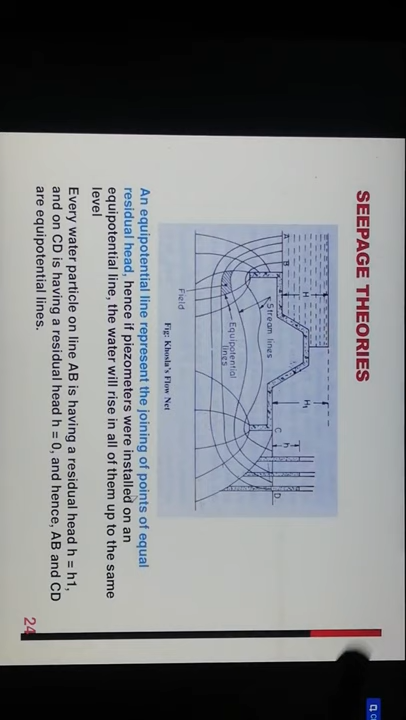 SEEPAGE THEORIES
H
H₁
h
A
B
C
D
Stream lines
Equipotential
lines
Field
Fig: Khosla's Flow Net
An equipotential line represent the joining of points of equal
residual head, hence if piezometers were installed on an
equipotential line, the water will rise in all of them up to the same
level
Every water particle on line AB is having a residual head h = h1,
and on CD is having a residual head h = 0, and hence, AB and CD
are equipotential lines.
24